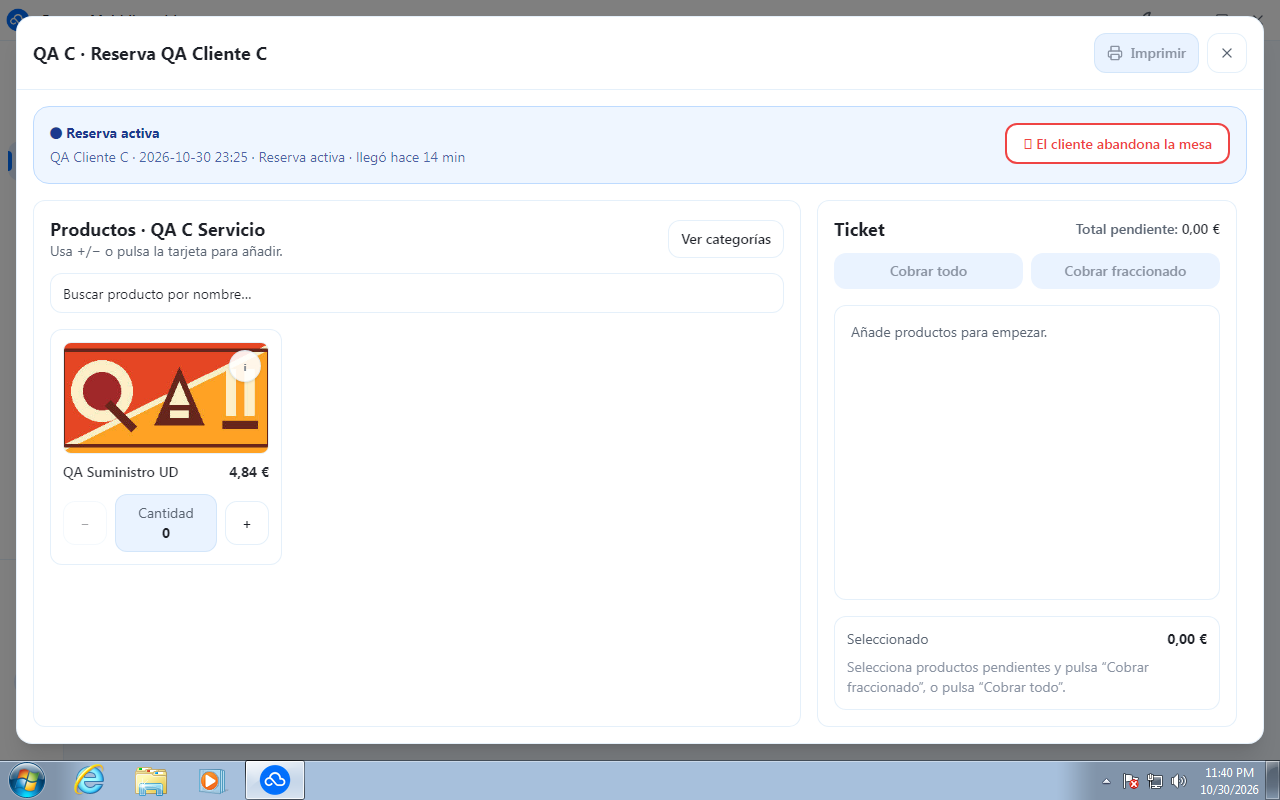 QA C · Reserva QA Cliente C
Imprimir
Reserva activa
QA Cliente C · 2026-10-30 23:25 · Reserva activa · llegó hace 14 min
El cliente abandona la mesa
Productos · QA C Servicio
Usa +/− o pulsa la tarjeta para añadir.
Ver categorías
Buscar producto por nombre...
i
QA Suministro UD
4,84 €
−
Cantidad
0
+
Ticket
Total pendiente: 0,00 €
Cobrar todo
Cobrar fraccionado
Añade productos para empezar.
Seleccionado
0,00 €
Selecciona productos pendientes y pulsa “Cobrar
fraccionado”, o pulsa “Cobrar todo”.
11:40 PM
10/30/2026